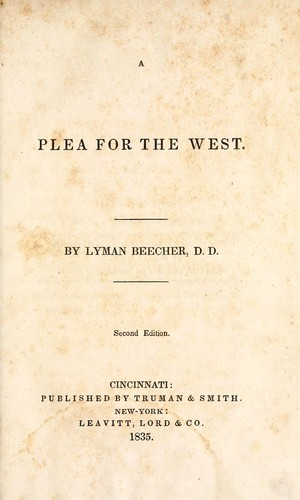 A
PLEA FOR THE WEST.
BY LYMAN BEECHER, D. D.
Second Edition.
CINCINNATI:
PUBLISHED BY TRUMAN & SMITH.
NEW-YORK:
LEAVITT, LORD & CO.
1835.